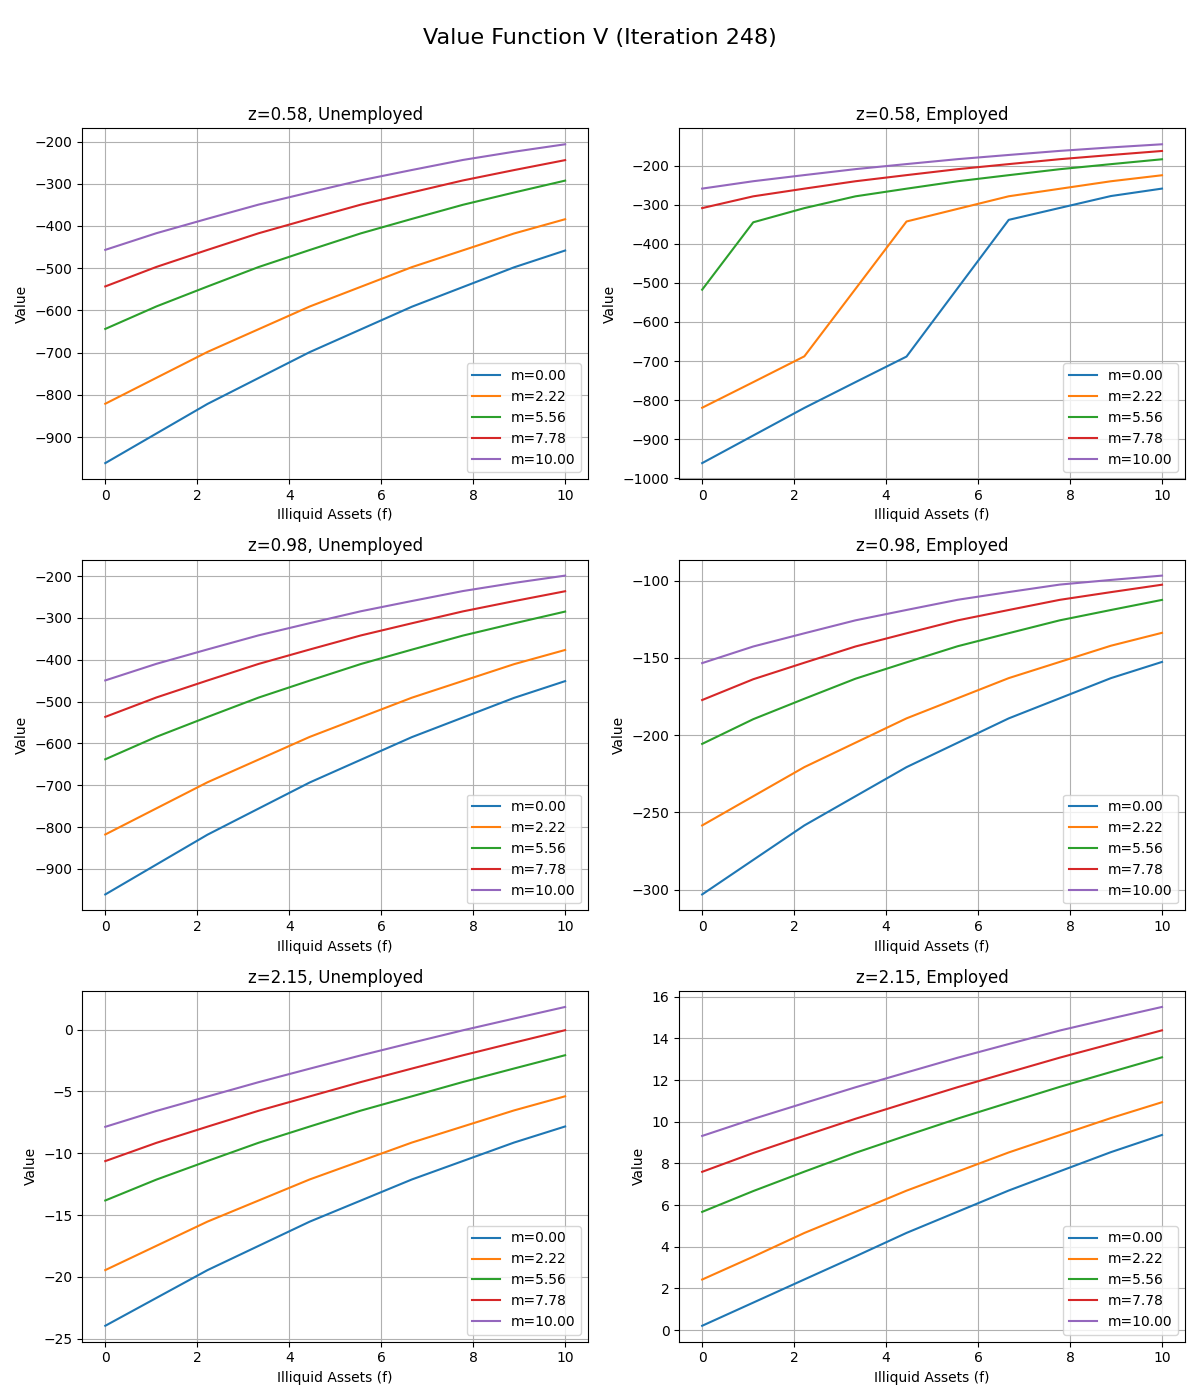 Value Function V (Iteration 248)
z=0.58, Unemployed
−200
−300
−400
−500
−600
−700
−800
−900
Value
0 2 4 6 8 10
Illiquid Assets (f)
m=0.00
m=2.22
m=5.56
m=7.78
m=10.00
z=0.58, Employed
−200
−300
−400
−500
−600
−700
−800
−900
−1000
Value
0 2 4 6 8 10
Illiquid Assets (f)
m=0.00
m=2.22
m=5.56
m=7.78
m=10.00
z=0.98, Unemployed
−200
−300
−400
−500
−600
−700
−800
−900
Value
0 2 4 6 8 10
Illiquid Assets (f)
m=0.00
m=2.22
m=5.56
m=7.78
m=10.00
z=0.98, Employed
−100
−150
−200
−250
−300
Value
0 2 4 6 8 10
Illiquid Assets (f)
m=0.00
m=2.22
m=5.56
m=7.78
m=10.00
z=2.15, Unemployed
0
−5
−10
−15
−20
−25
Value
0 2 4 6 8 10
Illiquid Assets (f)
m=0.00
m=2.22
m=5.56
m=7.78
m=10.00
z=2.15, Employed
16
14
12
10
8
6
4
2
0
Value
0 2 4 6 8 10
Illiquid Assets (f)
m=0.00
m=2.22
m=5.56
m=7.78
m=10.00